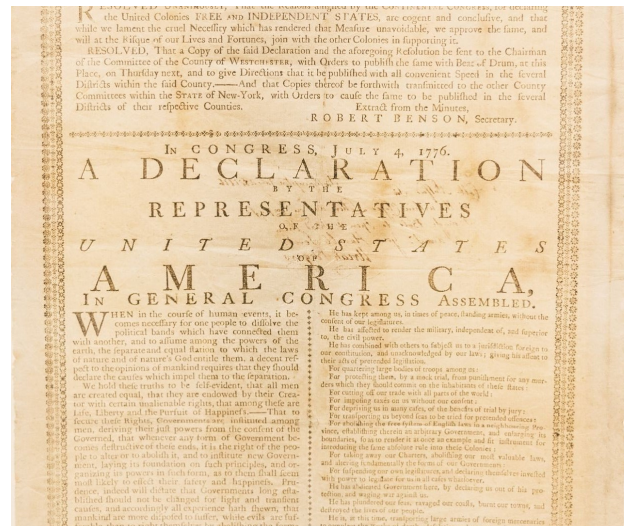 RESOLVED UNANIMOUSLY, That the Reasons assigned by the CONTINENTAL CONGRESS, for declaring
the United Colonies FREE AND INDEPENDENT STATES, are cogent and conclusive, and that
while we lament the cruel Necessity which has rendered that Measure unavoidable, we approve the same, and
will at the Risque of our Lives and Fortunes, join with the other Colonies in supporting it.
RESOLVED, That a Copy of the said Declaration and the aforegoing Resolution be sent to the Chairman
of the Committee of the County of WESTCHESTER, with Orders to publish the same with Beat of Drum, at this
Place, on Thursday next, and to give Directions that it be published with all convenient Speed in the several
Districts within the said County.——And that Copies thereof be forthwith transmitted to the other County
Committees within the STATE of New-York, with Orders to cause the same to be published in the several
Districts of their respective Counties. Extract from the Minutes,
ROBERT BENSON, Secretary.
IN CONGRESS, JULY 4, 1776.
A DECLARATION
BY THE
REPRESENTATIVES
OF THE
UNITED STATES
OF
AMERICA,
IN GENERAL CONGRESS ASSEMBLED.
WHEN in the course of human events, it be-
comes necessary for one people to dissolve the
political bands which have connected them
with another, and to assume among the powers of
the earth, the separate and equal station to which the laws
of nature and of nature's God entitle them, a decent ref-
pect to the opinions of mankind requires that they should
declare the causes which impel them to the separation.
We hold these truths to be self-evident, that all men
are created equal, that they are endowed by their Crea-
tor with certain unalienable rights, that among these are
Life, Liberty and the Pursuit of Happiness.——That to
secure these Rights, Governments are instituted among
men, deriving their just powers from the consent of the
Governed, that whenever any form of Government be-
comes destructive of these ends, it is the right of the peo-
ple to alter or to abolish it, and to institute new Govern-
ment, laying its foundation on such principles, and or-
ganising its powers in such form, as to them shall seem
most likely to effect their safety and happiness. Pru-
dence, indeed will dictate that Governments long esta-
blished should not be changed for light and transient
causes, and accordingly all experience hath shewn, that
mankind are more disposed to suffer, while evils are suf-
He has kept among us, in times of peace, standing armies, without the
consent of our legislatures.
He has affected to render the military, independent of, and superior
to, the civil power.
He has combined with others to subject us to a jurisdiction foreign to
our constitution, and unacknowledged by our laws; giving his assent to
their acts of pretended legislation.
For quartering large bodies of troops among us:
For protecting them, by a mock trial, from punishment for any mur-
ders which they should commit on the inhabitants of these states:
For cutting off our trade with all parts of the world:
For imposing taxes on us without our consent:
For depriving us in many cases, of the benefits of trial by jury:
For transporting us beyond seas to be tried for pretended offences:
For abolishing the free system of English laws in a neighbouring Pro-
vince, establishing therein an arbitrary Government, and enlarging its
boundaries, so as to render it at once an example and fit instrument for
introducing the same absolute rule into these Colonies:
For taking away our Charters, abolishing our most valuable laws,
and altering fundamentally the forms of our Governments:
For suspending our own legislatures, and declaring themselves invested
with power to legislate for us in all cases whatsoever.
He has abdicated Government here, by declaring us out of his pro-
tection, and waging war against us.
He has plundered our seas, ravaged our coasts, burnt our towns, and
destroyed the lives of our people.
He is, at this time, transporting large armies of foreign mercenaries